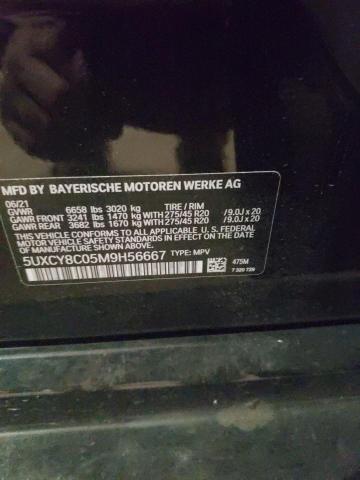 MFD BY BAYERISCHE MOTOREN WERKE AG
06/21 TIRE / RIM
GVWR 6658 lbs 3020 kg
GAWR FRONT 3241 lbs 1470 kg WITH 275/45 R20 / 9.0J x 20
GAWR REAR 3682 lbs 1670 kg WITH 275/45 R20 / 9.0J x 20
THIS VEHICLE CONFORMS TO ALL APPLICABLE
U.S. FEDERAL MOTOR VEHICLE SAFETY STANDARDS
IN EFFECT ON THE DATE OF MANUFACTURE
SHOWN ABOVE.
5UXCY8C05M9H56667 TYPE: MPV
475M
7 320 729